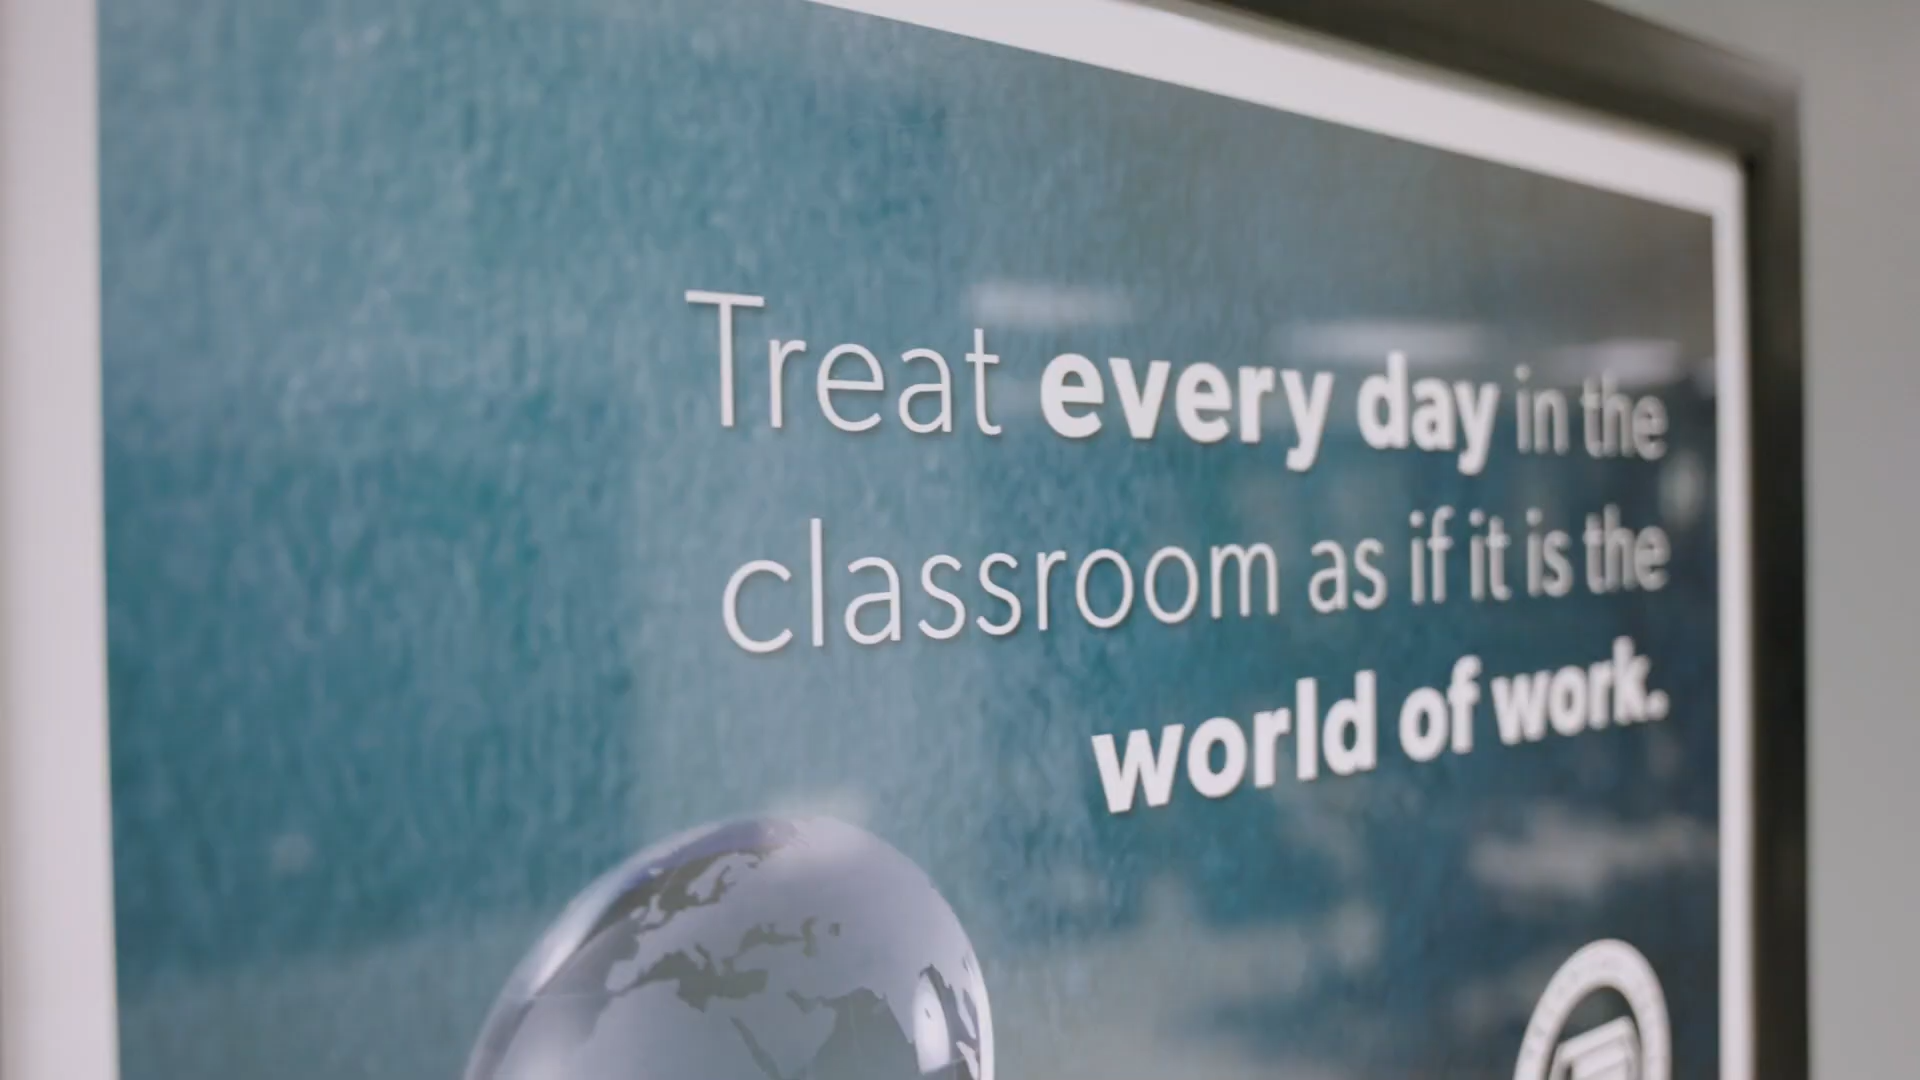 Treat every day in the
classroom as if it is the
world of work.